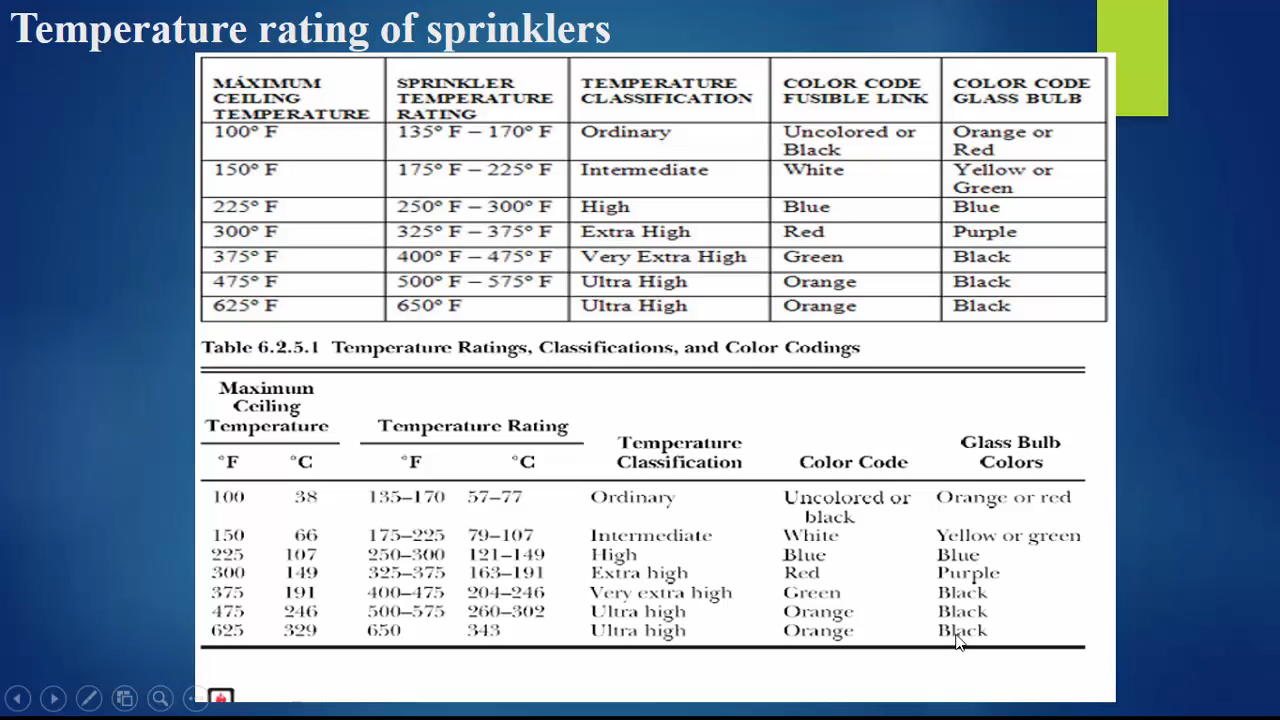 Temperature rating of sprinklers
MÁXIMUM CEILING TEMPERATURE SPRINKLER TEMPERATURE RATING TEMPERATURE CLASSIFICATION COLOR CODE FUSIBLE LINK COLOR CODE GLASS BULB
100° F 135° F – 170° F Ordinary Uncolored or Black Orange or Red
150° F 175° F – 225° F Intermediate White Yellow or Green
225° F 250° F – 300° F High Blue Blue
300° F 325° F – 375° F Extra High Red Purple
375° F 400° F – 475° F Very Extra High Green Black
475° F 500° F – 575° F Ultra High Orange Black
625° F 650° F Ultra High Orange Black
Table 6.2.5.1 Temperature Ratings, Classifications, and Color Codings
Maximum Ceiling Temperature Temperature Rating Temperature Classification Color Code Glass Bulb Colors
°F °C °F °C
100 38 135–170 57–77 Ordinary Uncolored or black Orange or red
150 66 175–225 79–107 Intermediate White Yellow or green
225 107 250–300 121–149 High Blue Blue
300 149 325–375 163–191 Extra high Red Purple
375 191 400–475 204–246 Very extra high Green Black
475 246 500–575 260–302 Ultra high Orange Black
625 329 650 343 Ultra high Orange Black